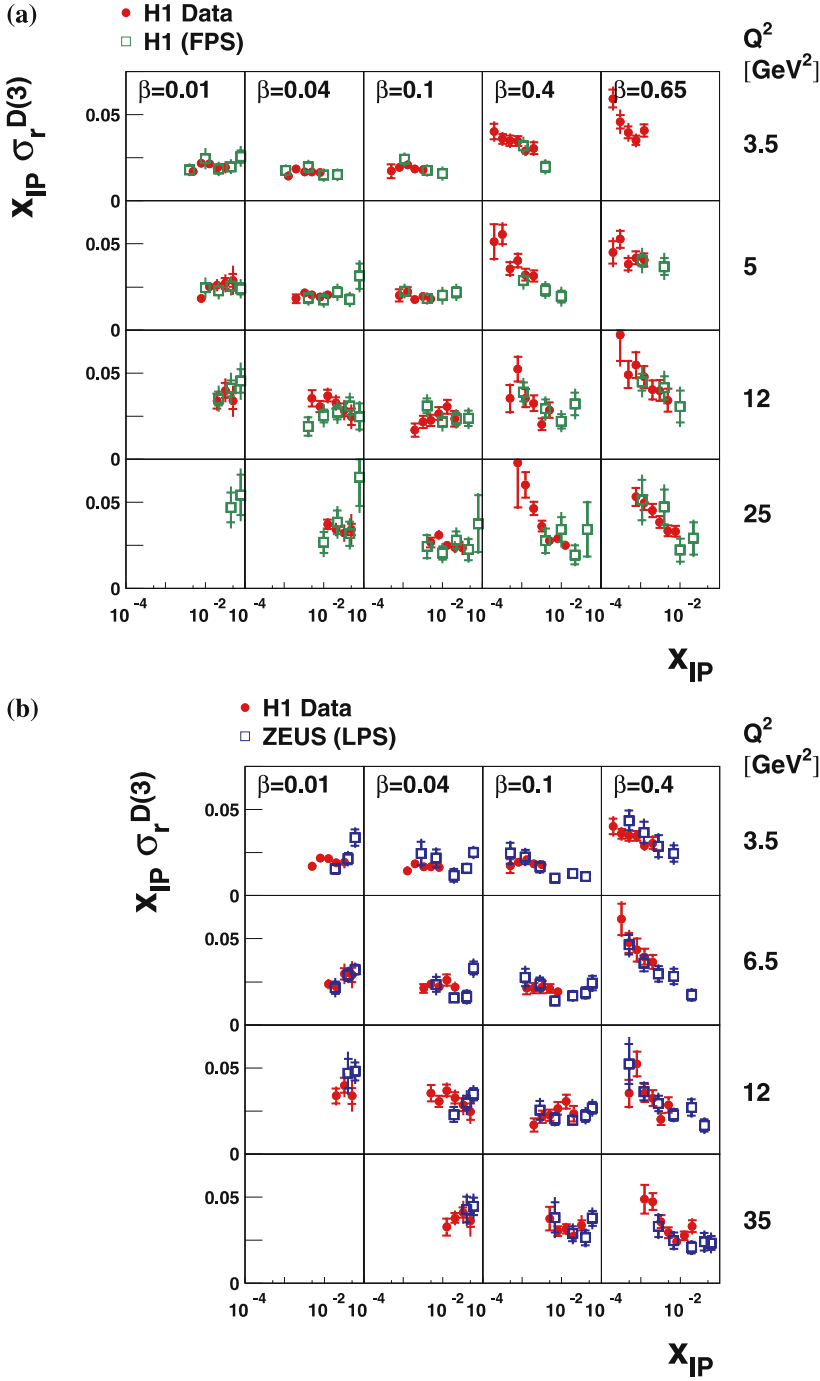 (a)
H1 Data
H1 (FPS)
Q²
[GeV²]
x_IP σ_r^D(3)
β=0.01 β=0.04 β=0.1 β=0.4 β=0.65
0.05
3.5
0.05
5
0
0.05
12
0
0.05
25
0
10⁻⁴ 10⁻² 10⁻⁴ 10⁻² 10⁻⁴ 10⁻² 10⁻⁴ 10⁻² 10⁻⁴ 10⁻²
x_IP
(b)
H1 Data
ZEUS (LPS)
Q²
[GeV²]
x_IP σ_r^D(3)
β=0.01 β=0.04 β=0.1 β=0.4
0.05
3.5
0
0.05
6.5
0
0.05
12
0
0.05
35
0
10⁻⁴ 10⁻² 10⁻⁴ 10⁻² 10⁻⁴ 10⁻² 10⁻⁴ 10⁻²
x_IP